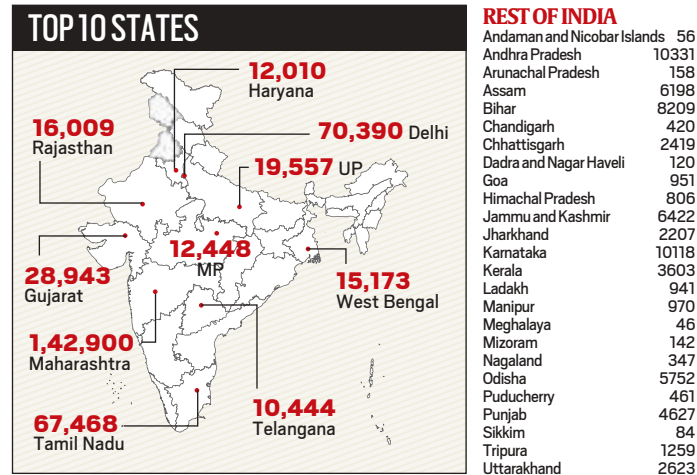 TOP 10 STATES
12,010
Haryana
16,009
Rajasthan
70,390 Delhi
19,557 UP
12,448
MP
28,943
Gujarat
15,173
West Bengal
1,42,900
Maharashtra
10,444
Telangana
67,468
Tamil Nadu
REST OF INDIA
Andaman and Nicobar Islands 56
Andhra Pradesh 10331
Arunachal Pradesh 158
Assam 6198
Bihar 8209
Chandigarh 420
Chhattisgarh 2419
Dadra and Nagar Haveli 120
Goa 951
Himachal Pradesh 806
Jammu and Kashmir 6422
Jharkhand 2207
Karnataka 10118
Kerala 3603
Ladakh 941
Manipur 970
Meghalaya 46
Mizoram 142
Nagaland 347
Odisha 5752
Puducherry 461
Punjab 4627
Sikkim 84
Tripura 1259
Uttarakhand 2623